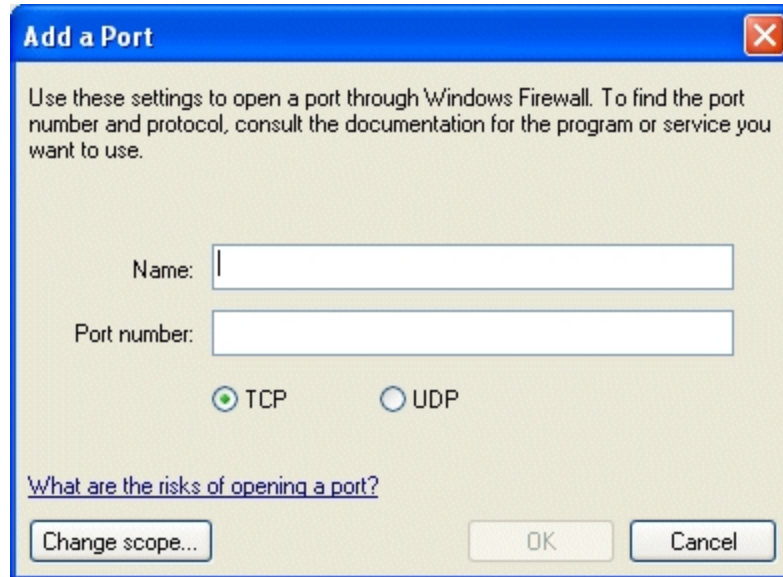 Add a Port
Use these settings to open a port through Windows Firewall. To find the port
number and protocol, consult the documentation for the program or service you
want to use.
Name:
Port number:
TCP UDP
What are the risks of opening a port?
Change scope... OK Cancel